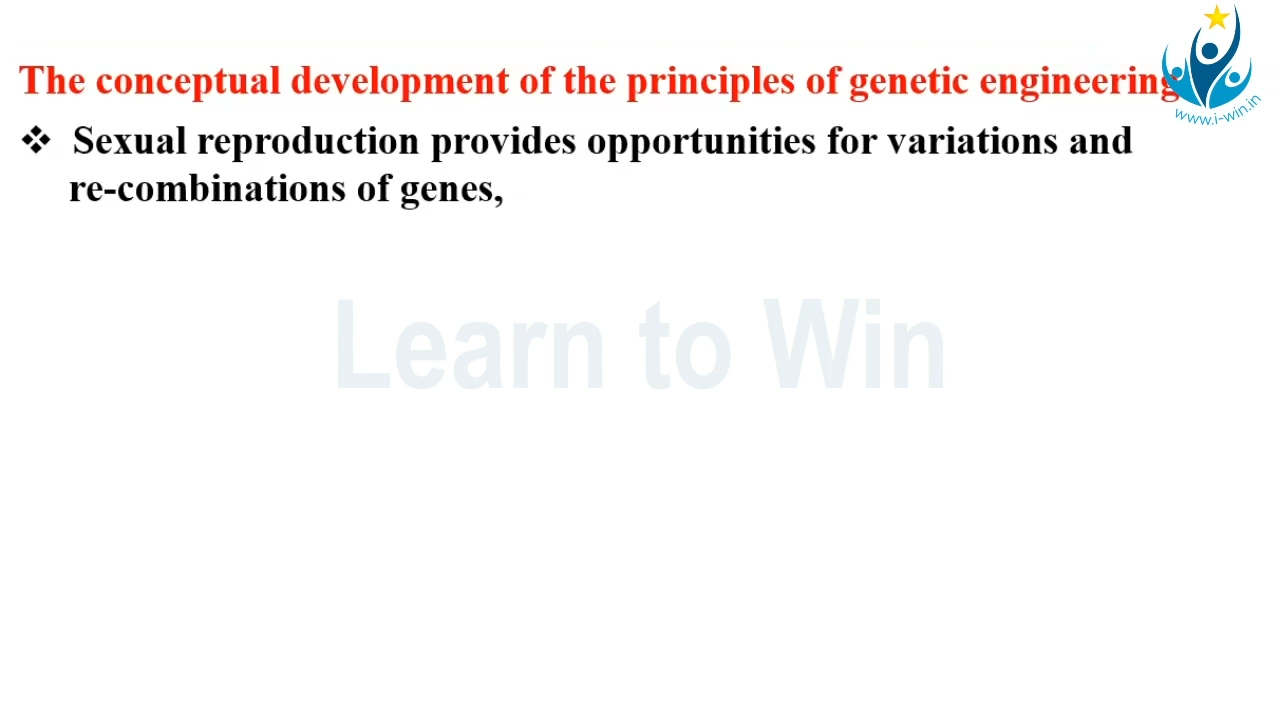 The conceptual development of the principles of genetic engineering
❖ Sexual reproduction provides opportunities for variations and
re-combinations of genes,
Learn to Win
www.i-win.in